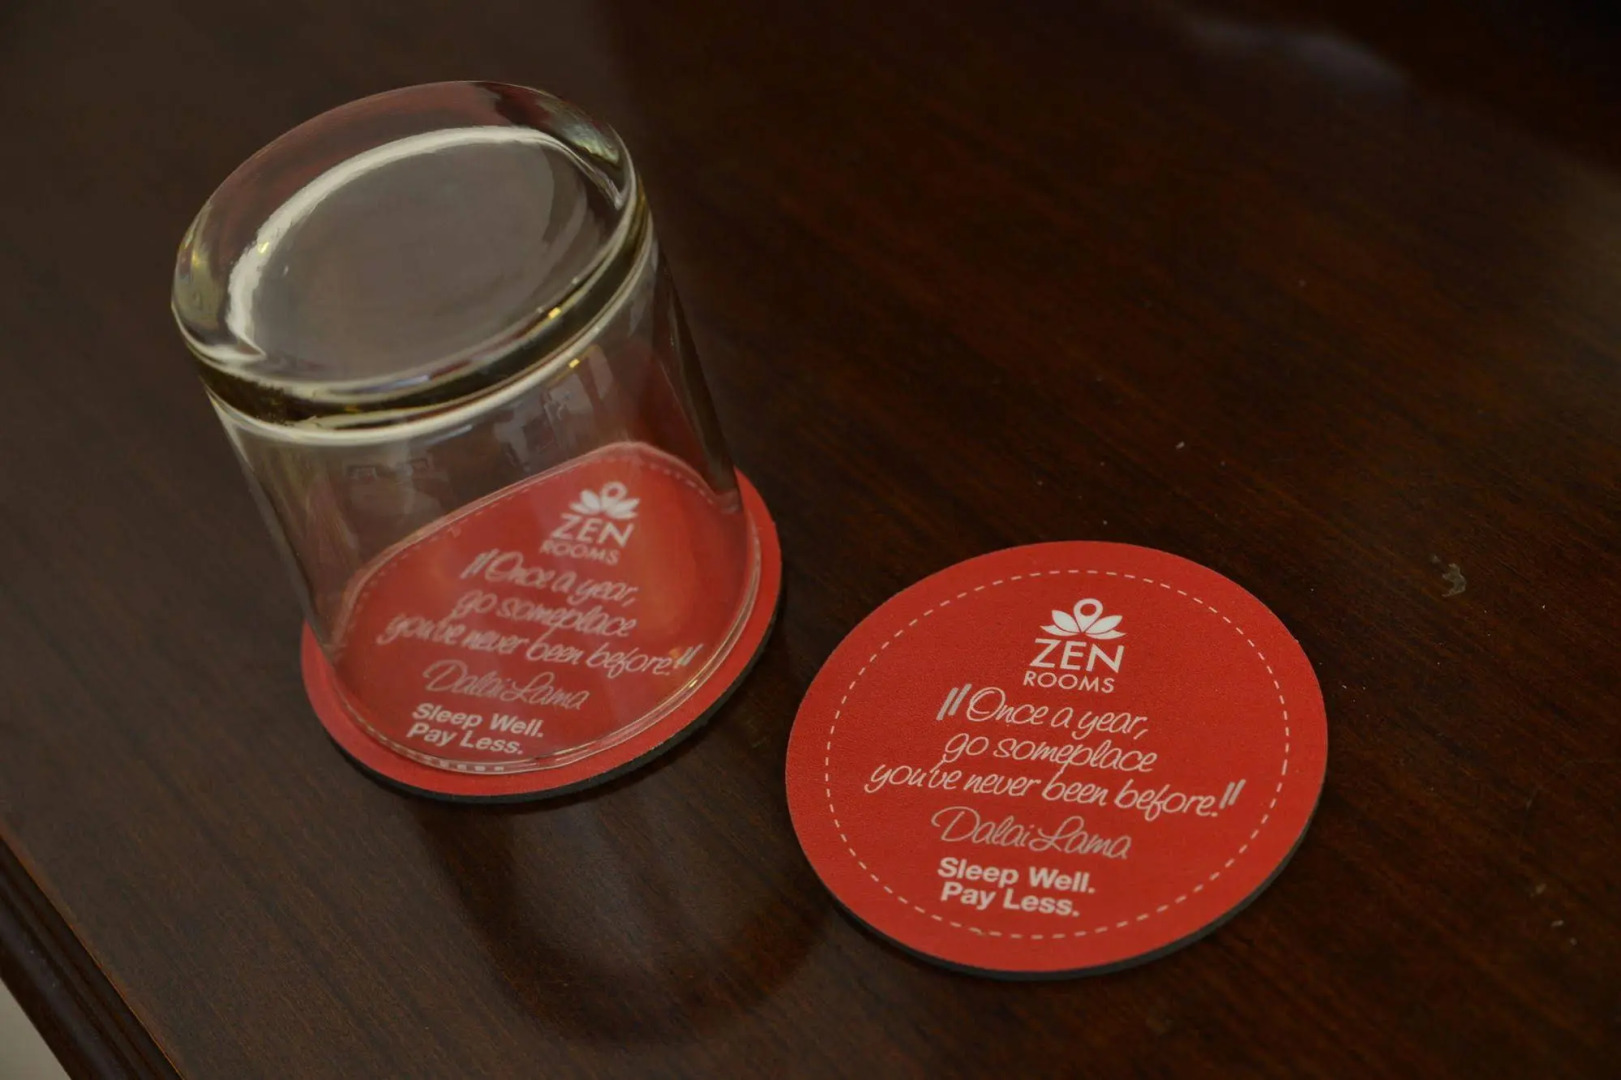 ZEN
ROOMS
"Once a year,
go someplace
you've never been before."
Dalai Lama
Sleep Well.
Pay Less.
ZEN
ROOMS
"Once a year,
go someplace
you've never been before."
Dalai Lama
Sleep Well.
Pay Less.